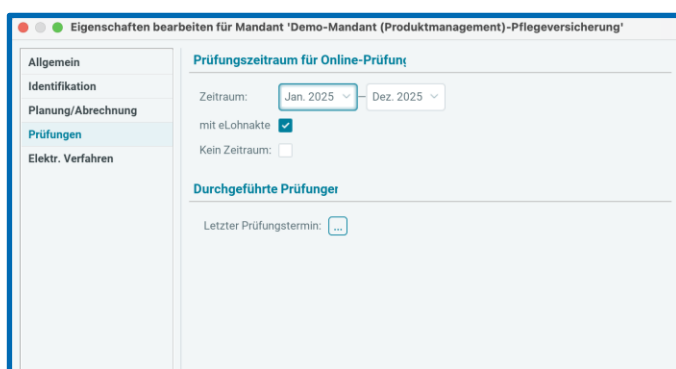 Eigenschaften bearbeiten für Mandant 'Demo-Mandant (Produktmanagement)-Pflegeversicherung'
Allgemein
Identifikation
Planung/Abrechnung
Prüfungen
Elektr. Verfahren
Prüfungszeitraum für Online-Prüfung
Zeitraum: Jan. 2025 – Dez. 2025
mit eLohnakte
Kein Zeitraum:
Durchgeführte Prüfunger
Letzter Prüfungstermin: ...